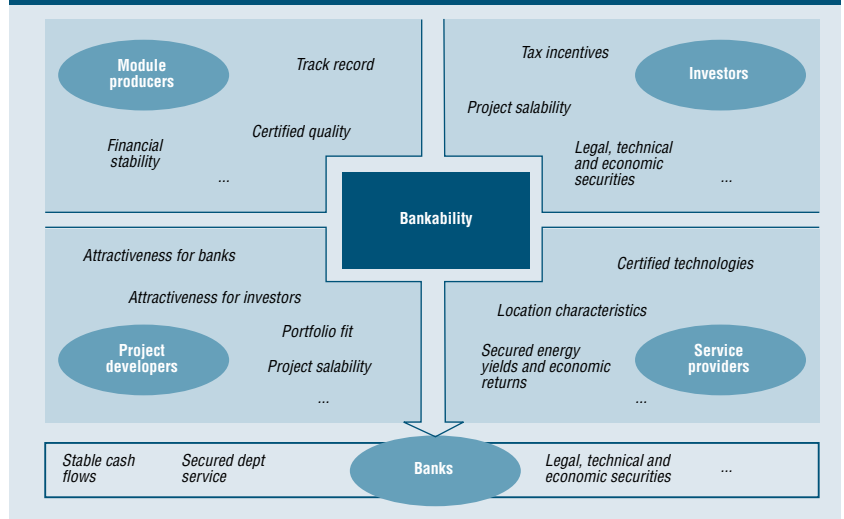 Module
producers
Track record
Certified quality
Financial
stability
...
Tax incentives
Investors
Project salability
Legal, technical
and economic
securities
...
Bankability
Attractiveness for banks
Attractiveness for investors
Portfolio fit
Project
developers
Project salability
...
Certified technologies
Location characteristics
Secured energy
yields and economic
returns
Service
providers
...
Stable cash
flows
Secured dept
service
Banks
Legal, technical and
economic securities
...